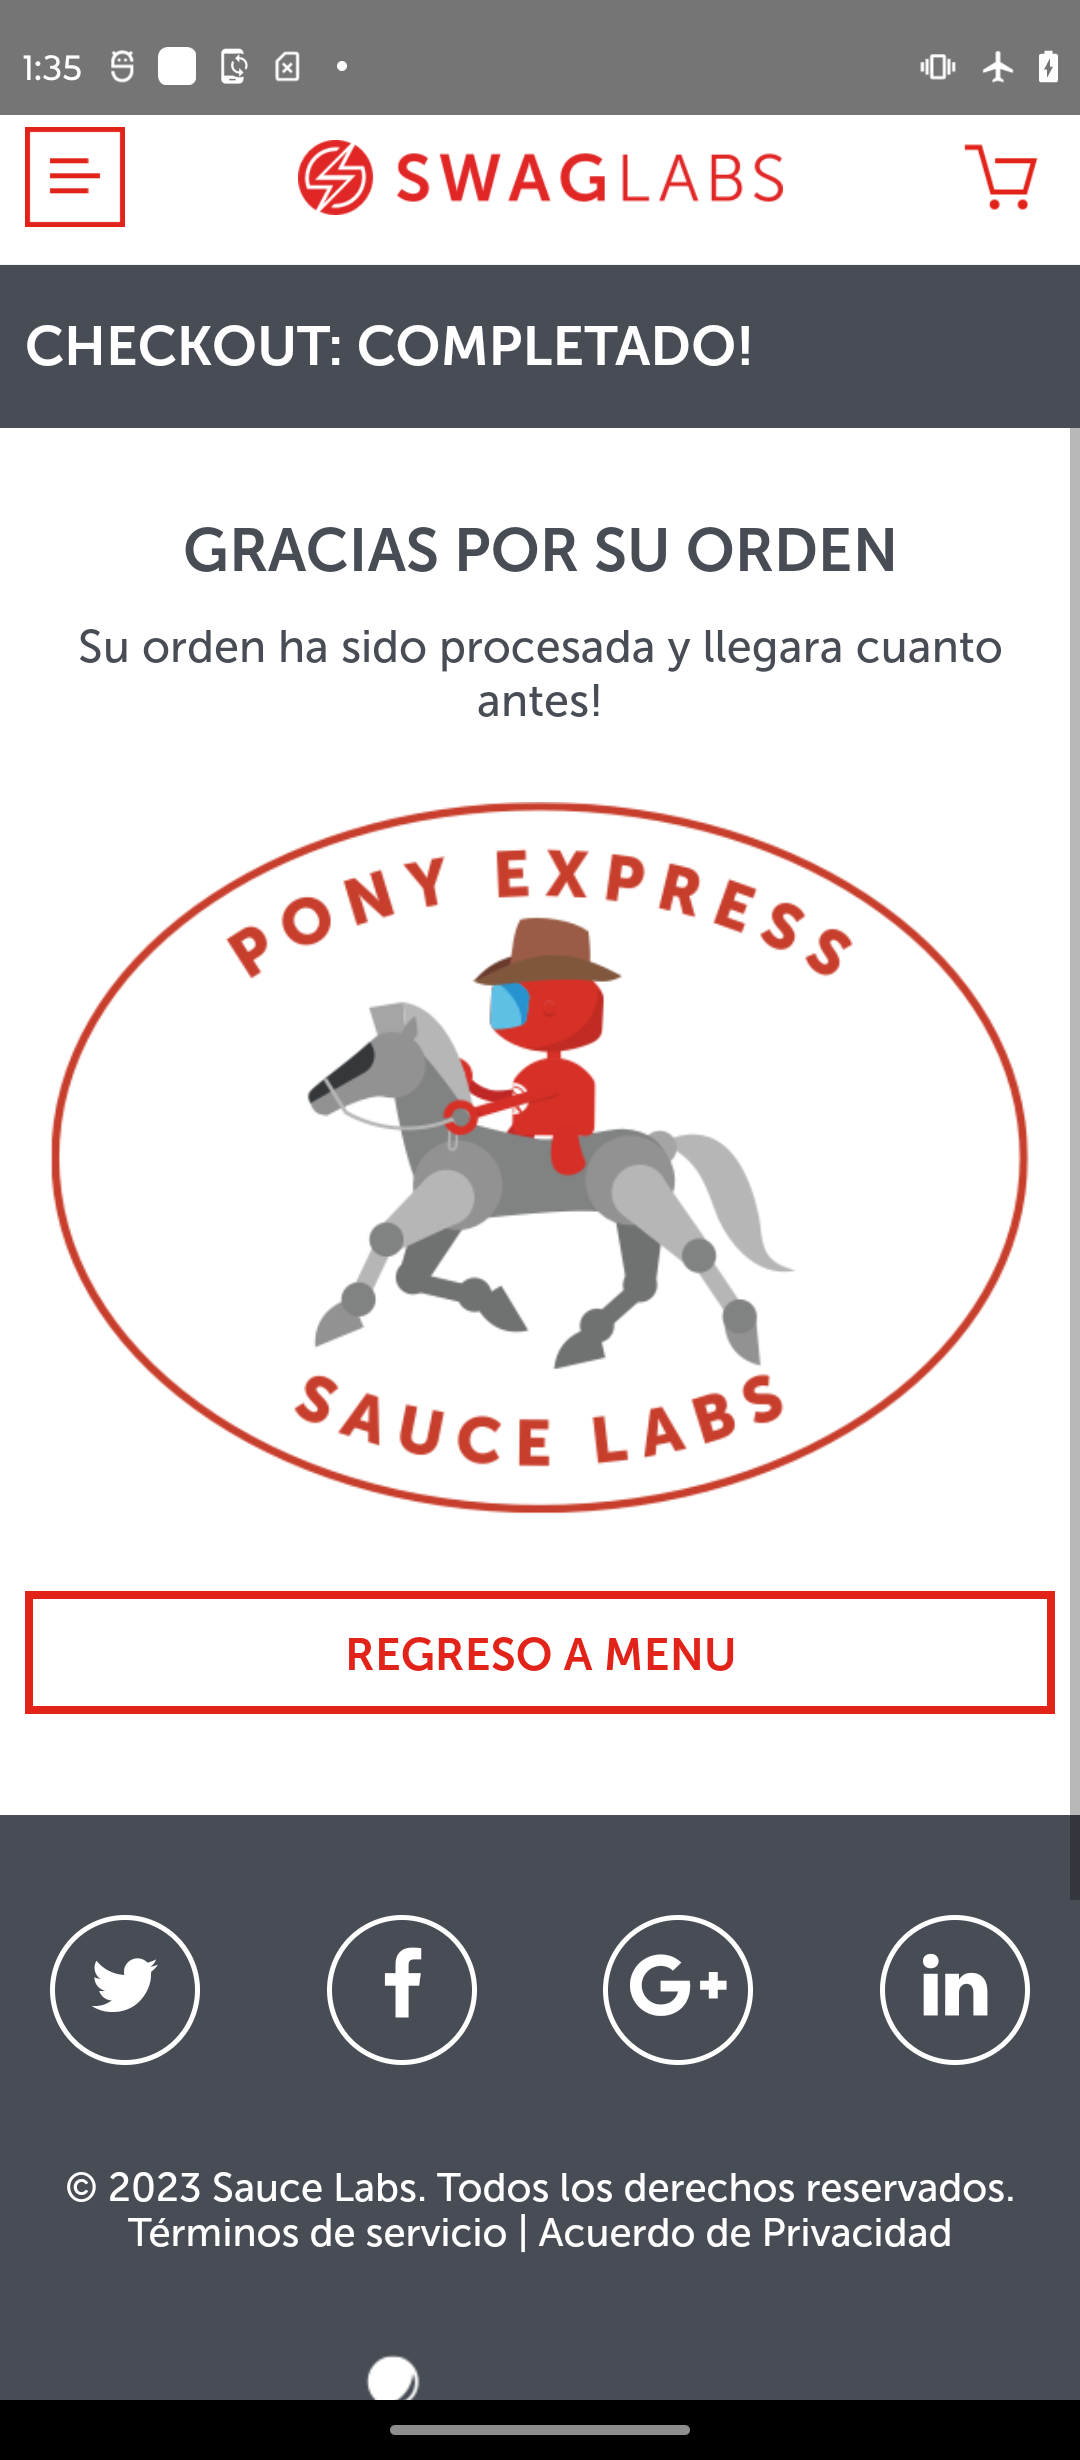 1:35
SWAGLABS
CHECKOUT: COMPLETADO!
GRACIAS POR SU ORDEN
Su orden ha sido procesada y llegara cuanto
antes!
PONY EXPRESS
SAUCE LABS
REGRESO A MENU
© 2023 Sauce Labs. Todos los derechos reservados.
Términos de servicio | Acuerdo de Privacidad